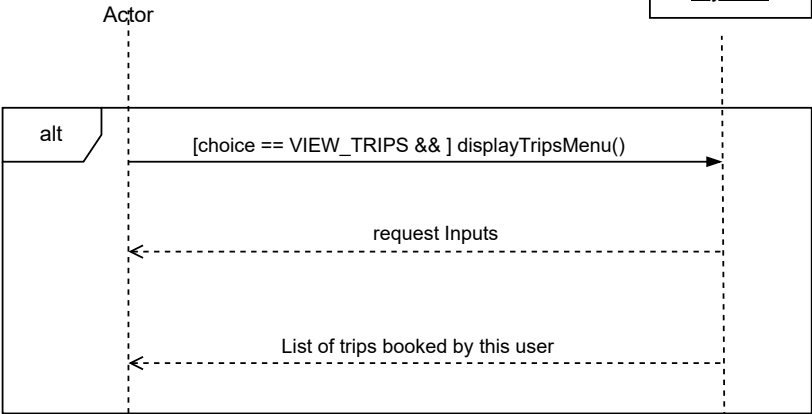 Actor
alt
[choice == VIEW_TRIPS && ] displayTripsMenu()
request Inputs
List of trips booked by this user